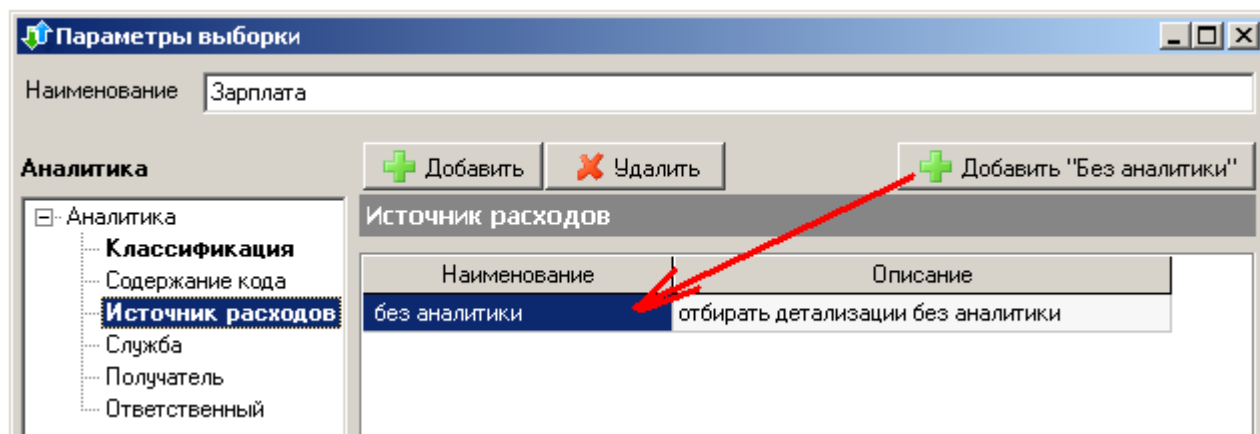 Параметры выборки
Наименование Зарплата
Аналитика
Добавить Удалить Добавить "Без аналитики"
Аналитика
Классификация
Содержание кода
Источник расходов
Служба
Получатель
Ответственный
Источник расходов
Наименование Описание
без аналитики отбирать детализации без аналитики